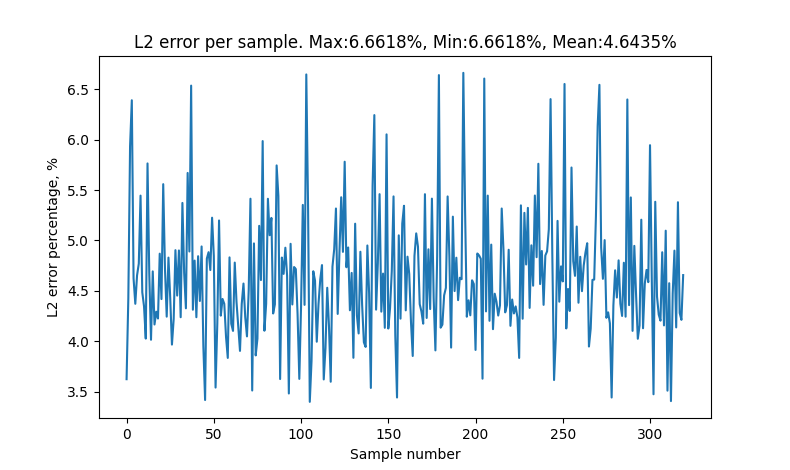 L2 error per sample. Max:6.6618%, Min:6.6618%, Mean:4.6435%
L2 error percentage, %
6.5
6.0
5.5
5.0
4.5
4.0
3.5
0 50 100 150 200 250 300
Sample number